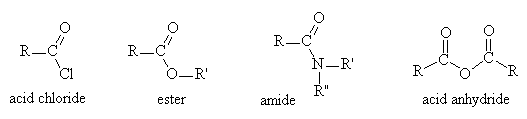 O
R—C
Cl
acid chloride
O
R—C
O—R'
ester
O
R—C
N—R'
R"
amide
O O
C C
R O R
acid anhydride